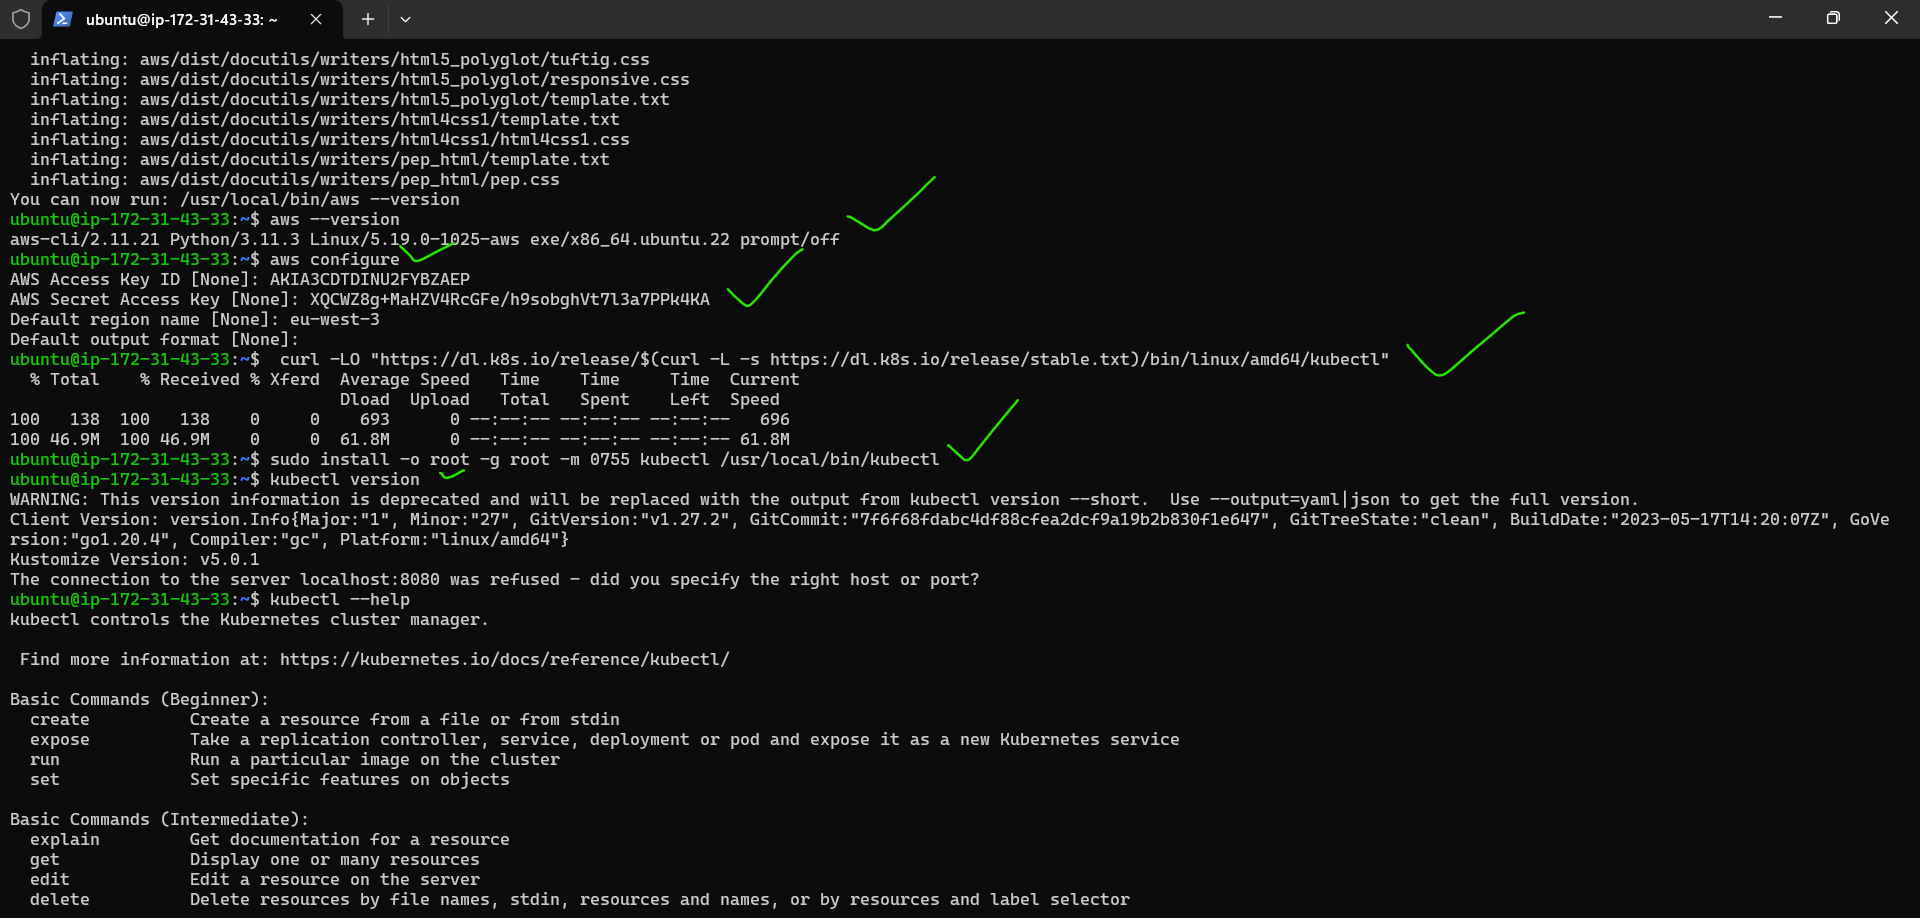 ubuntu@ip-172-31-43-33: ~
inflating: aws/dist/docutils/writers/html5_polyglot/tuftig.css
inflating: aws/dist/docutils/writers/html5_polyglot/responsive.css
inflating: aws/dist/docutils/writers/html5_polyglot/template.txt
inflating: aws/dist/docutils/writers/html4css1/template.txt
inflating: aws/dist/docutils/writers/html4css1/html4css1.css
inflating: aws/dist/docutils/writers/pep_html/template.txt
inflating: aws/dist/docutils/writers/pep_html/pep.css
You can now run: /usr/local/bin/aws --version
ubuntu@ip-172-31-43-33:~$ aws --version
aws-cli/2.11.21 Python/3.11.3 Linux/5.19.0-1025-aws exe/x86_64.ubuntu.22 prompt/off
ubuntu@ip-172-31-43-33:~$ aws configure
AWS Access Key ID [None]: AKIA3CDTDINU2FYBZAEP
AWS Secret Access Key [None]: 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
Default region name [None]: eu-west-3
Default output format [None]:
ubuntu@ip-172-31-43-33:~$  curl -LO "https://dl.k8s.io/release/$(curl -L -s https://dl.k8s.io/release/stable.txt)/bin/linux/amd64/kubectl"
% Total    % Received % Xferd  Average Speed   Time    Time     Time  Current
Dload  Upload   Total   Spent    Left  Speed
100   138  100   138    0     0    693      0 --:--:-- --:--:-- --:--:--   696
100 46.9M  100 46.9M    0     0  61.8M      0 --:--:-- --:--:-- --:--:-- 61.8M
ubuntu@ip-172-31-43-33:~$ sudo install -o root -g root -m 0755 kubectl /usr/local/bin/kubectl
ubuntu@ip-172-31-43-33:~$ kubectl version
WARNING: This version information is deprecated and will be replaced with the output from kubectl version --short.  Use --output=yaml|json to get the full version.
Client Version: version.Info{Major:"1", Minor:"27", GitVersion:"v1.27.2", GitCommit:"7f6f68fdabc4df88cfea2dcf9a19b2b830f1e647", GitTreeState:"clean", BuildDate:"2023-05-17T14:20:07Z", GoVe
rsion:"go1.20.4", Compiler:"gc", Platform:"linux/amd64"}
Kustomize Version: v5.0.1
The connection to the server localhost:8080 was refused - did you specify the right host or port?
ubuntu@ip-172-31-43-33:~$ kubectl --help
kubectl controls the Kubernetes cluster manager.
Find more information at: https://kubernetes.io/docs/reference/kubectl/
Basic Commands (Beginner):
create          Create a resource from a file or from stdin
expose          Take a replication controller, service, deployment or pod and expose it as a new Kubernetes service
run             Run a particular image on the cluster
set             Set specific features on objects
Basic Commands (Intermediate):
explain         Get documentation for a resource
get             Display one or many resources
edit            Edit a resource on the server
delete          Delete resources by file names, stdin, resources and names, or by resources and label selector